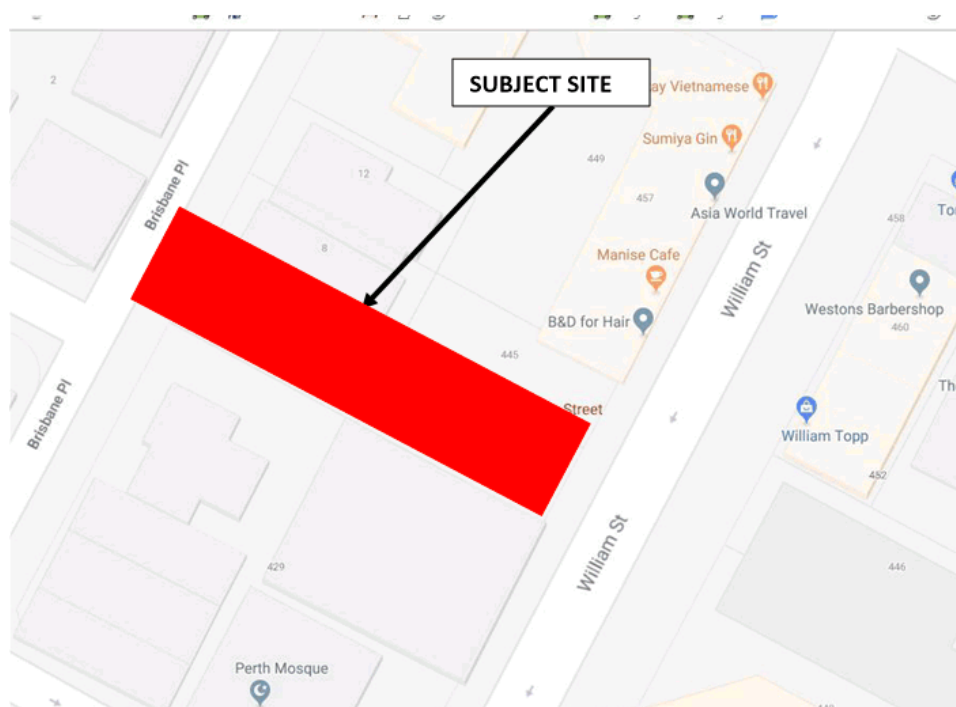 SUBJECT SITE
ay Vietnamese
2
Sumiya Gin
449
12
457
Asia World Travel
458
To
Brisbane Pl
8
Manise Cafe
William St
Westons Barbershop
460
B&D for Hair
445
Th
Street
William Topp
Brisbane Pl
452
William St
429
446
Perth Mosque